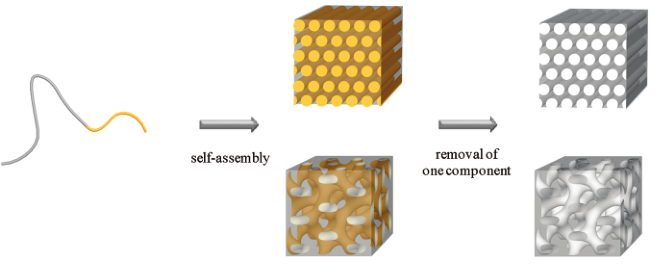 self-assembly
removal of
one component